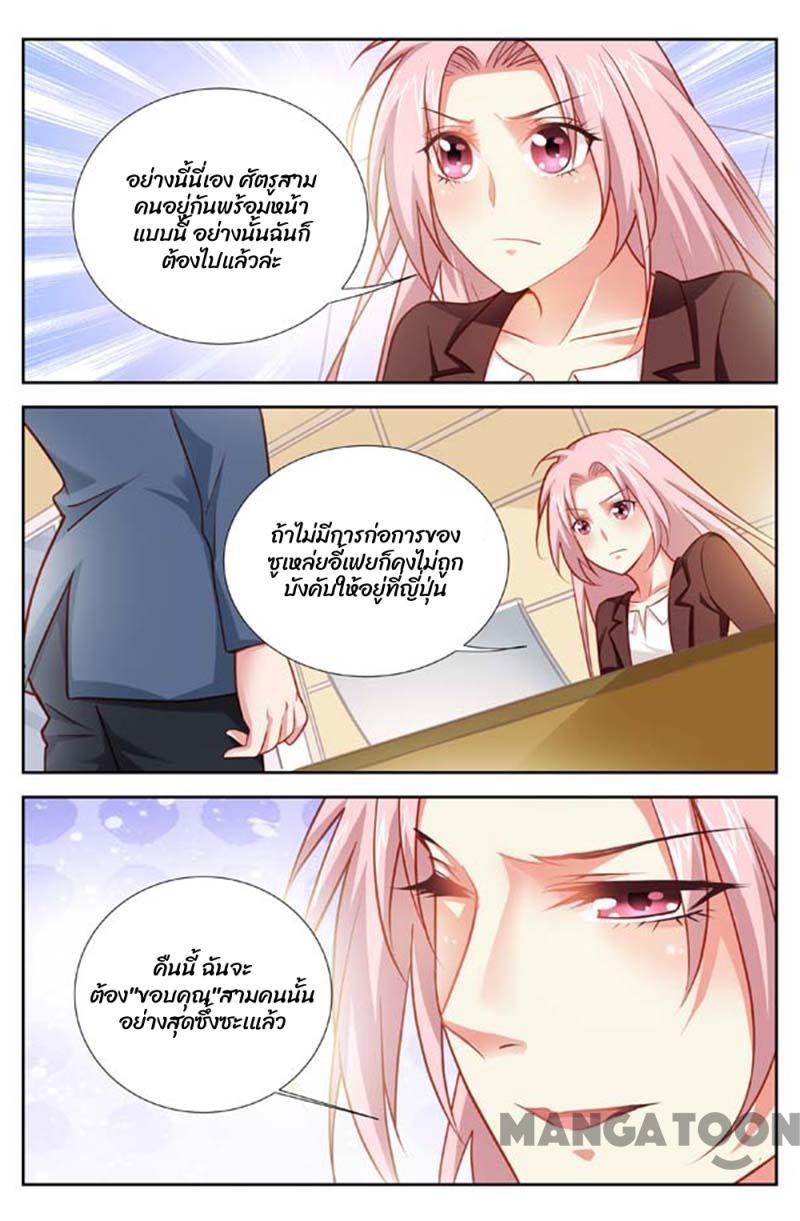 อย่างนี้นี่เอง ศัตรูสาม
คนอยู่กันพร้อมหน้า
แบบนี้ อย่างนั้นฉันก็
ต้องไปแล้วล่ะ
ถ้าไม่มีการก่อการของ
ซูเหล่ยอี้เฟยก็คงไม่ถูก
บังคับให้อยู่ที่ญี่ปุ่น
คืนนี้ ฉันจะ
ต้อง"ขอบคุณ"สามคนนั้น
อย่างสุดซึ้งซะเแล้ว
MANGATOON